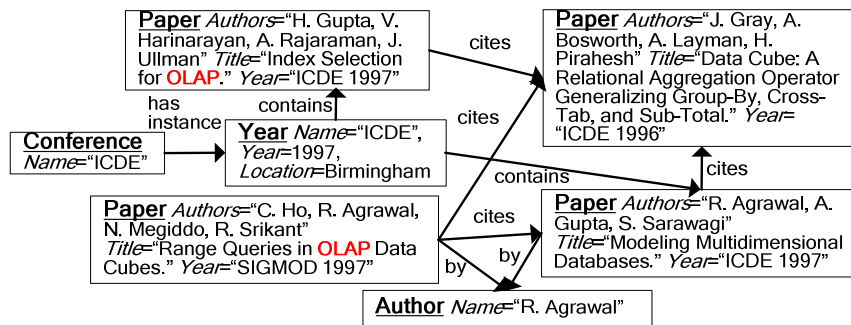 Paper Authors=“H. Gupta, V.
Harinarayan, A. Rajaraman, J.
Ullman” Title=“Index Selection
for OLAP.” Year=“ICDE 1997”
cites
Paper Authors=“J. Gray, A.
Bosworth, A. Layman, H.
Pirahesh” Title=“Data Cube: A
Relational Aggregation Operator
Generalizing Group-By, Cross-
Tab, and Sub-Total.” Year=
“ICDE 1996”
has
instance
contains
cites
Conference
Name=“ICDE”
Year Name=“ICDE”,
Year=1997,
Location=Birmingham
contains
cites
Paper Authors=“C. Ho, R. Agrawal,
N. Megiddo, R. Srikant”
Title=“Range Queries in OLAP Data
Cubes.” Year=“SIGMOD 1997”
cites
by
by
Paper Authors=“R. Agrawal, A.
Gupta, S. Sarawagi”
Title=“Modeling Multidimensional
Databases.” Year=“ICDE 1997”
Author Name=“R. Agrawal”